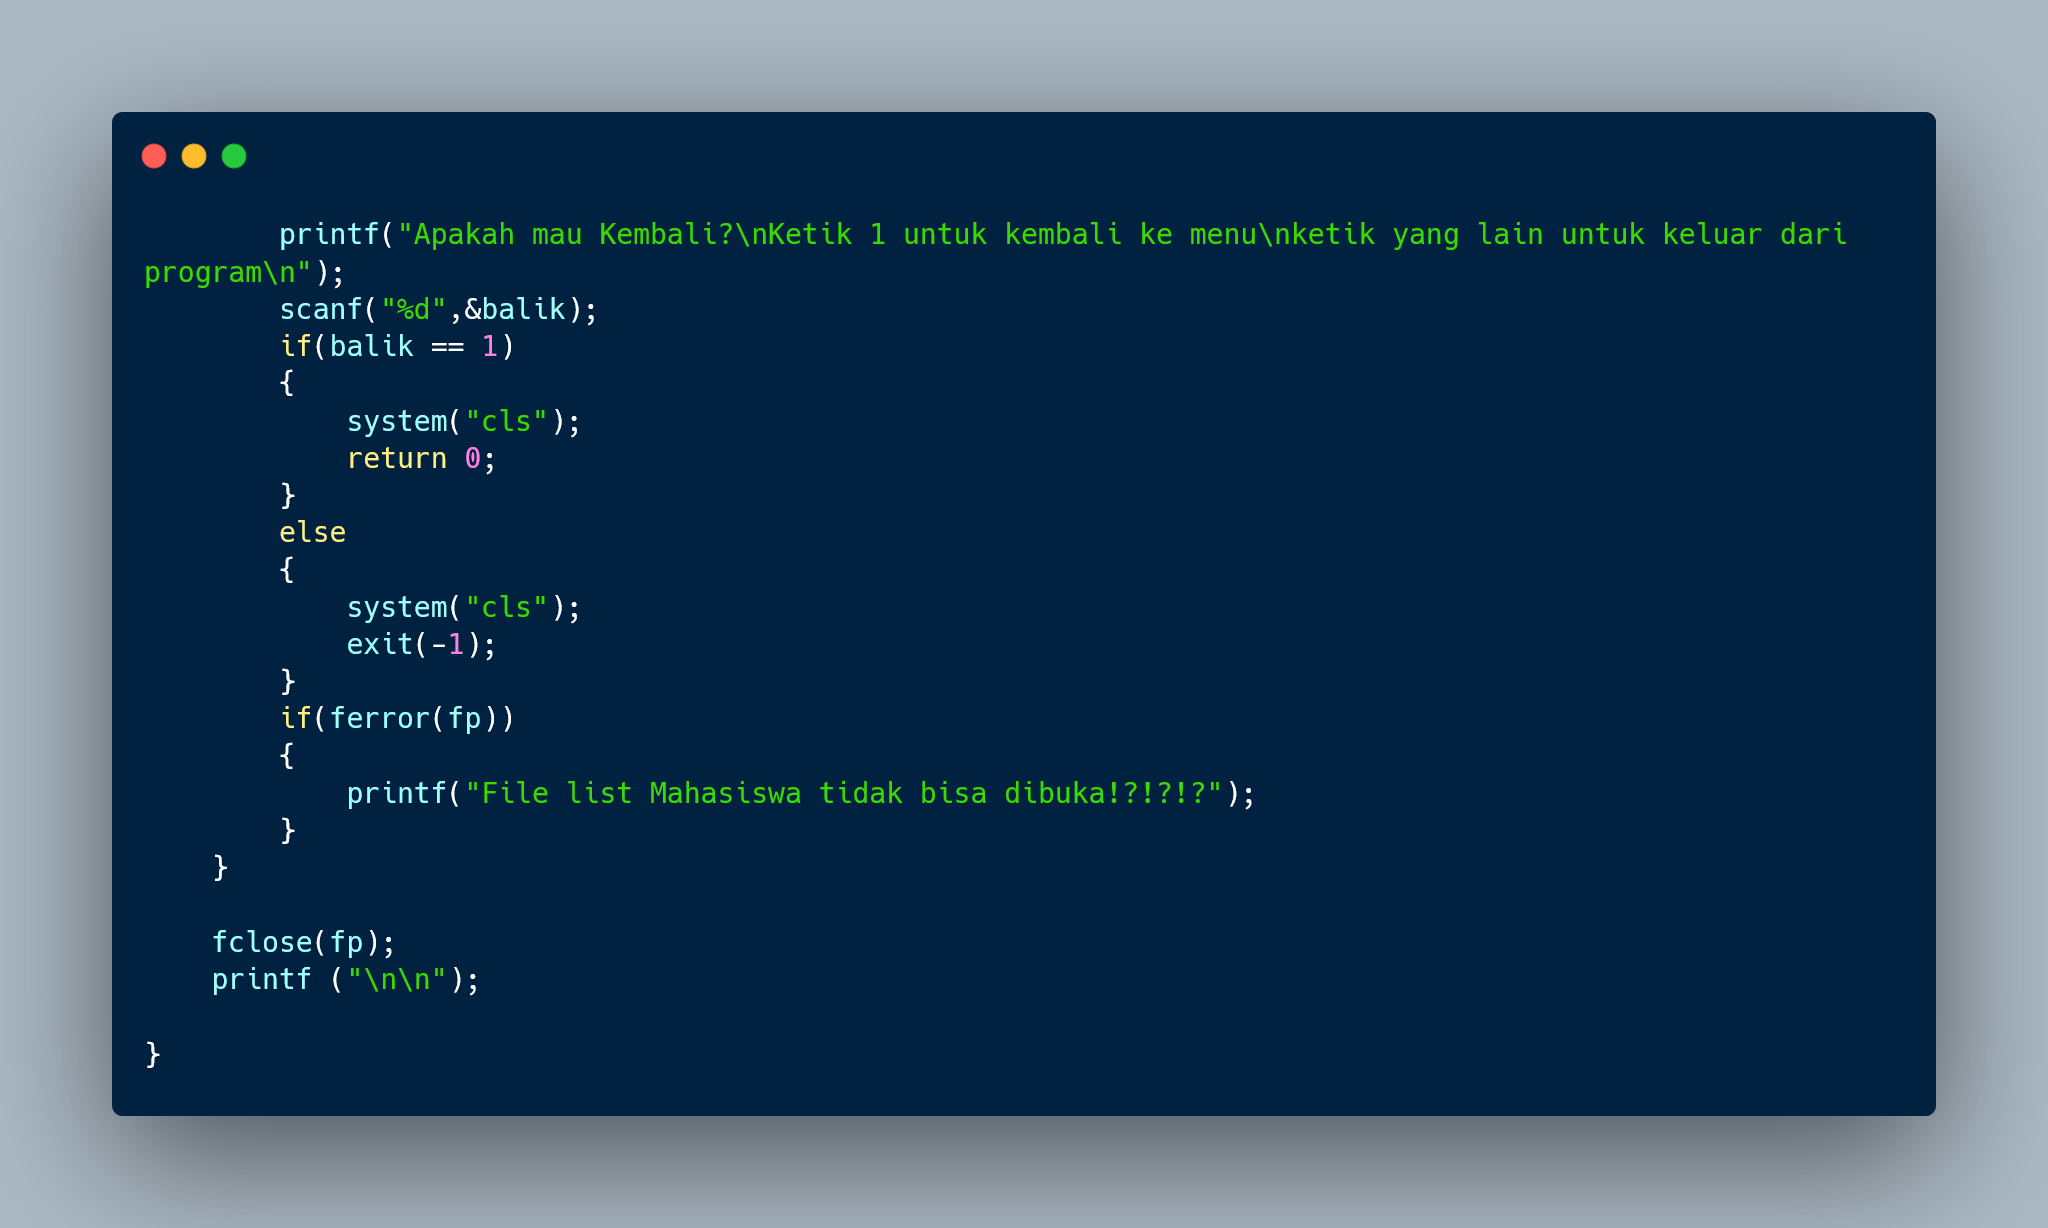 printf("Apakah mau Kembali?\nKetik 1 untuk kembali ke menu\nketik yang lain untuk keluar dari
program\n");
        scanf("%d",&balik);
        if(balik == 1)
        {
            system("cls");
            return 0;
        }
        else
        {
            system("cls");
            exit(-1);
        }
        if(ferror(fp))
        {
            printf("File list Mahasiswa tidak bisa dibuka!?!?!?");
        }
    }

    fclose(fp);
    printf ("\n\n");

}